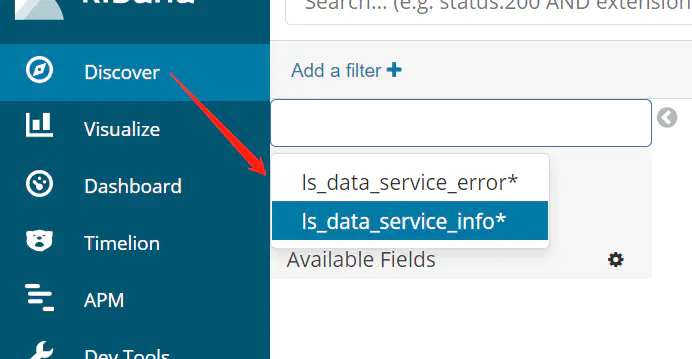 kibana
Search... (e.g. status:200 AND extension
Discover
Add a filter +
Visualize
Dashboard
ls_data_service_error*
ls_data_service_info*
Timelion
Available Fields
APM
Dev Tools